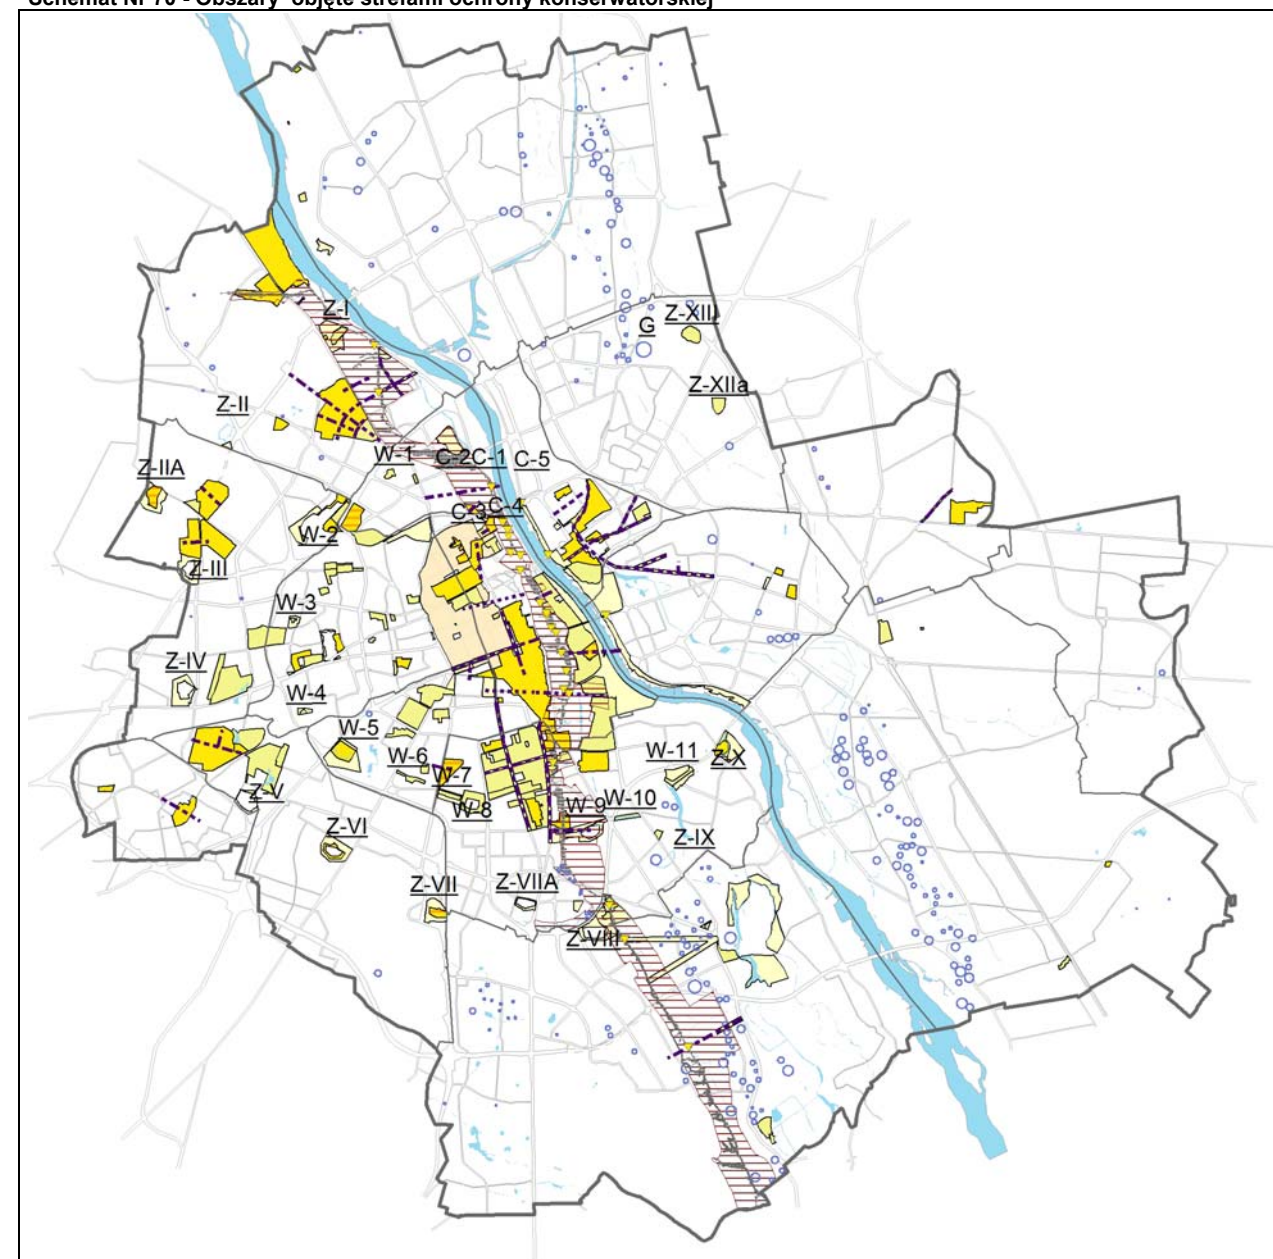 Schemat Nr 70 - Obszary objęte strefami ochrony konserwatorskiej
Z-I
G
Z-XIII
Z-XIIa
Z-II
W-1
C-2
C-1
C-5
Z-IIA
C-3
C-4
W-2
Z-III
W-3
Z-IV
W-4
W-5
W-6
W-7
W-8
W-11
Z-X
Z-V
W-9
W-10
Z-VI
Z-IX
Z-VII
Z-VIIA
Z-VIII